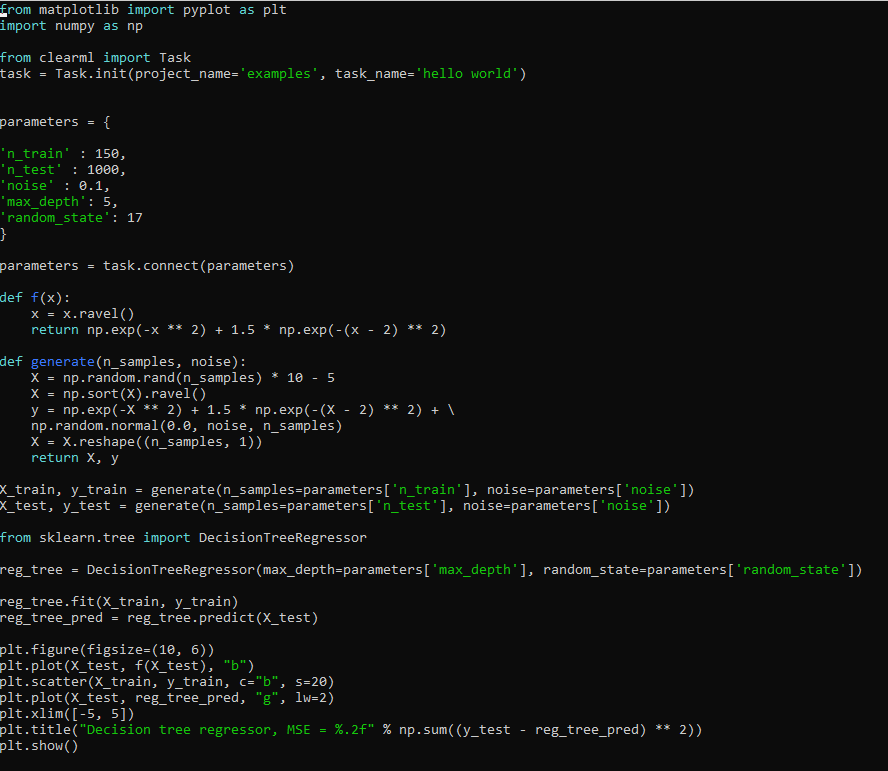 from matplotlib import pyplot as plt
import numpy as np
from clearml import Task
task = Task.init(project_name='examples', task_name='hello world')
parameters = {
'n_train' : 150,
'n_test' : 1000,
'noise' : 0.1,
'max_depth': 5,
'random_state': 17
}
parameters = task.connect(parameters)
def f(x):
    x = x.ravel()
    return np.exp(-x ** 2) + 1.5 * np.exp(-(x - 2) ** 2)
def generate(n_samples, noise):
    X = np.random.rand(n_samples) * 10 - 5
    X = np.sort(X).ravel()
    y = np.exp(-X ** 2) + 1.5 * np.exp(-(X - 2) ** 2) + \
    np.random.normal(0.0, noise, n_samples)
    X = X.reshape((n_samples, 1))
    return X, y
X_train, y_train = generate(n_samples=parameters['n_train'], noise=parameters['noise'])
X_test, y_test = generate(n_samples=parameters['n_test'], noise=parameters['noise'])
from sklearn.tree import DecisionTreeRegressor
reg_tree = DecisionTreeRegressor(max_depth=parameters['max_depth'], random_state=parameters['random_state'])
reg_tree.fit(X_train, y_train)
reg_tree_pred = reg_tree.predict(X_test)
plt.figure(figsize=(10, 6))
plt.plot(X_test, f(X_test), "b")
plt.scatter(X_train, y_train, c="b", s=20)
plt.plot(X_test, reg_tree_pred, "g", lw=2)
plt.xlim([-5, 5])
plt.title("Decision tree regressor, MSE = %.2f" % np.sum((y_test - reg_tree_pred) ** 2))
plt.show()